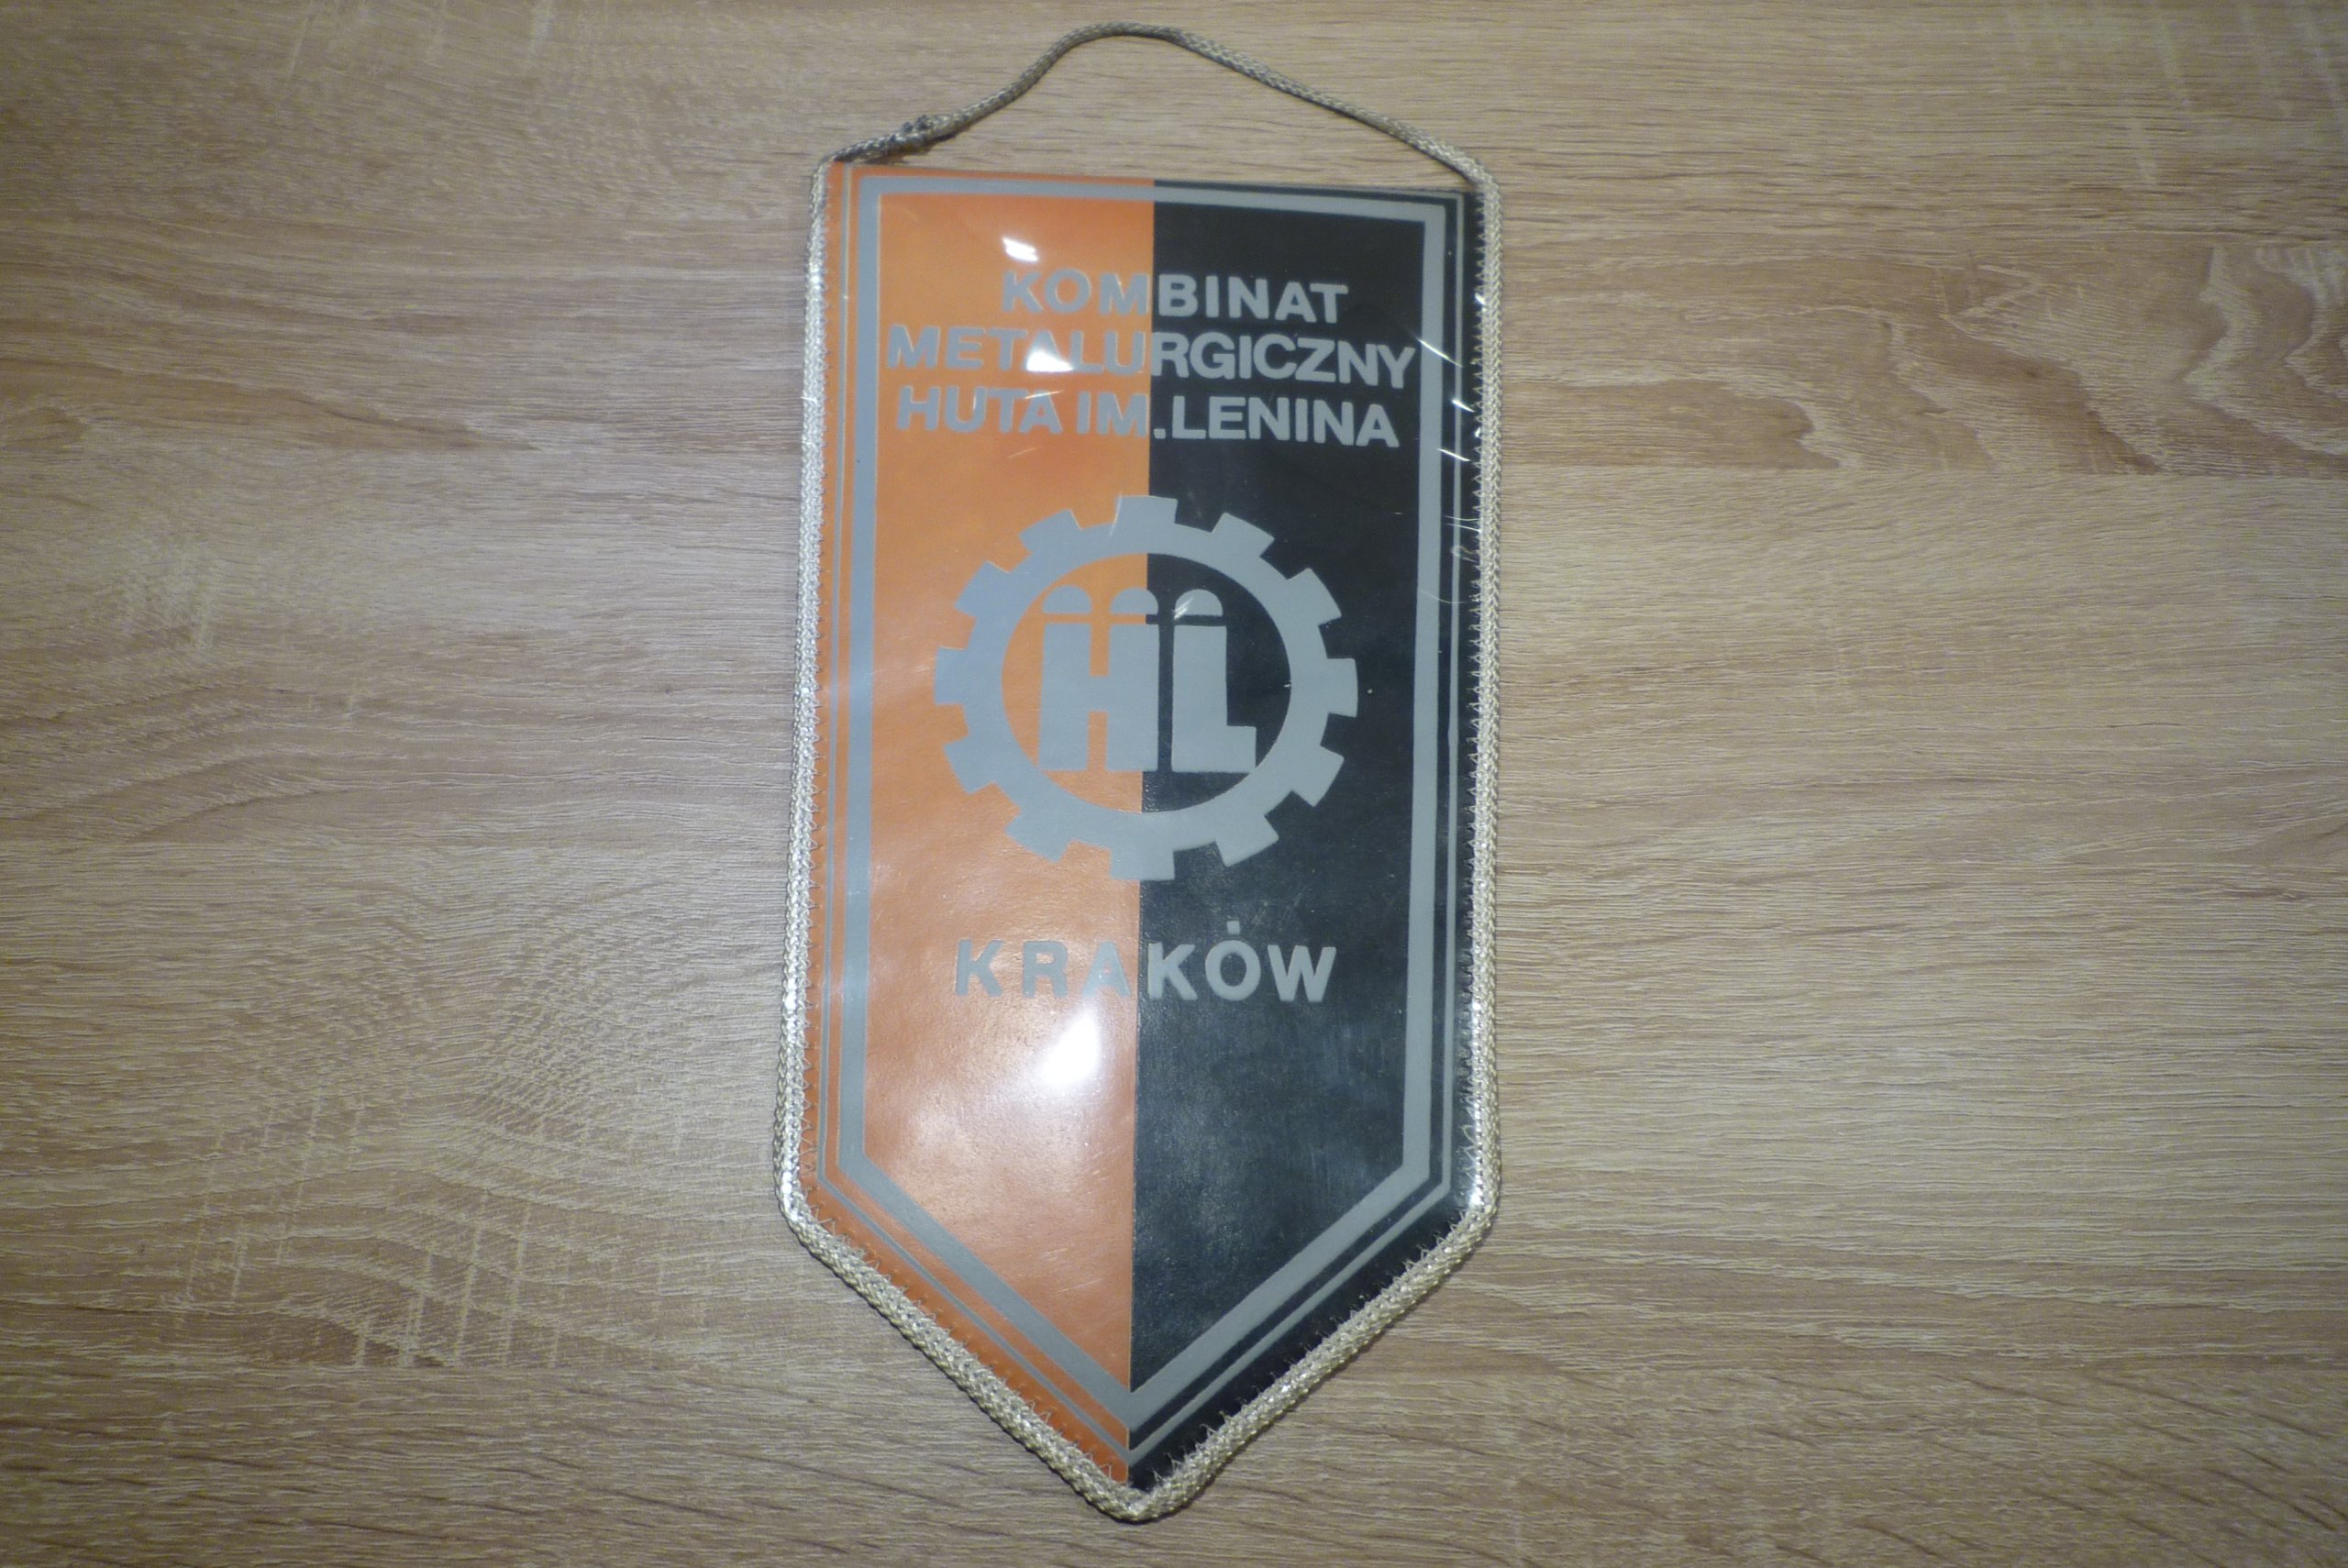 KOMBINAT
METALURGICZNY
HUTA IM. LENINA
HL
KRAKÓW